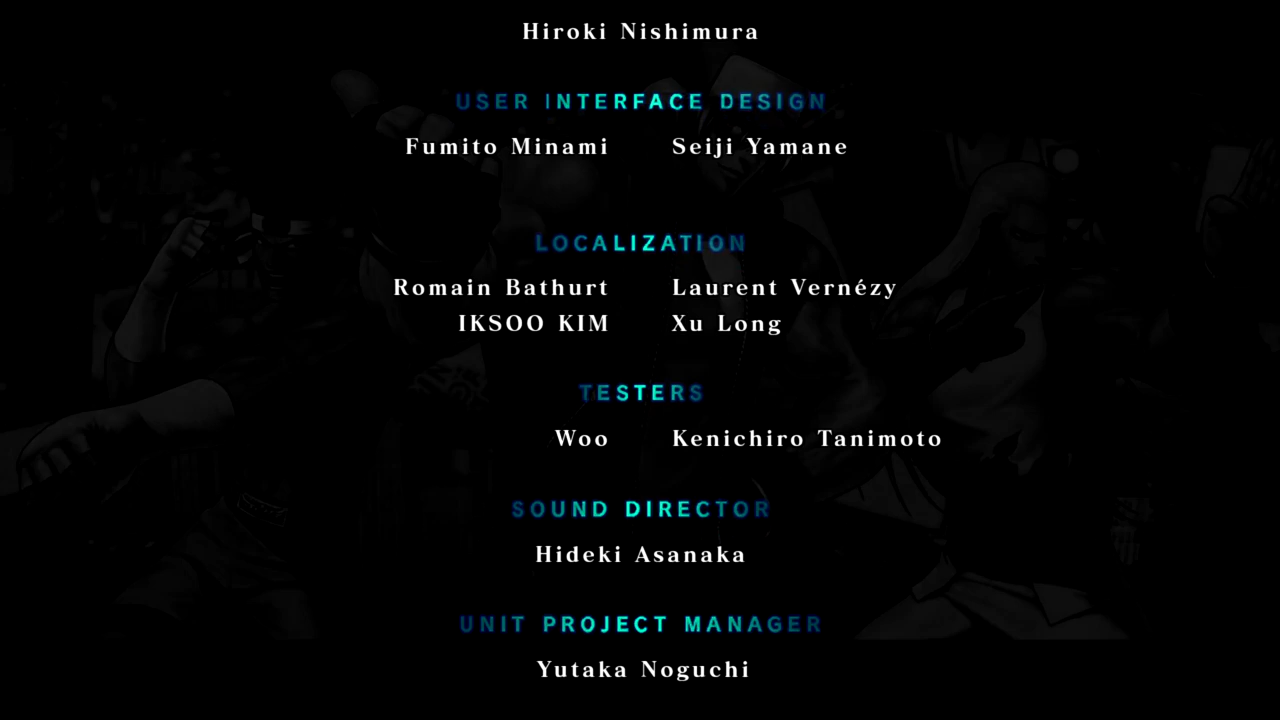 Hiroki Nishimura
USER INTERFACE DESIGN
Fumito Minami Seiji Yamane
LOCALIZATION
Romain Bathurt Laurent Vernézy
IKSOO KIM Xu Long
TESTERS
Woo Kenichiro Tanimoto
SOUND DIRECTOR
Hideki Asanaka
UNIT PROJECT MANAGER
Yutaka Noguchi